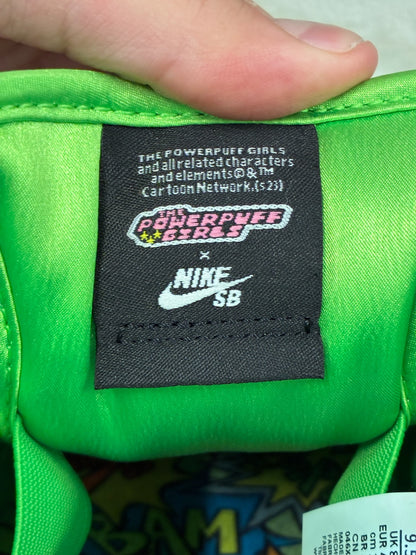 THE POWERPUFF GIRLS
and all related characters
and elements©&™
Cartoon Network.(s23)
THE
POWERPUFF
GIRLS
x
NIKE
SB